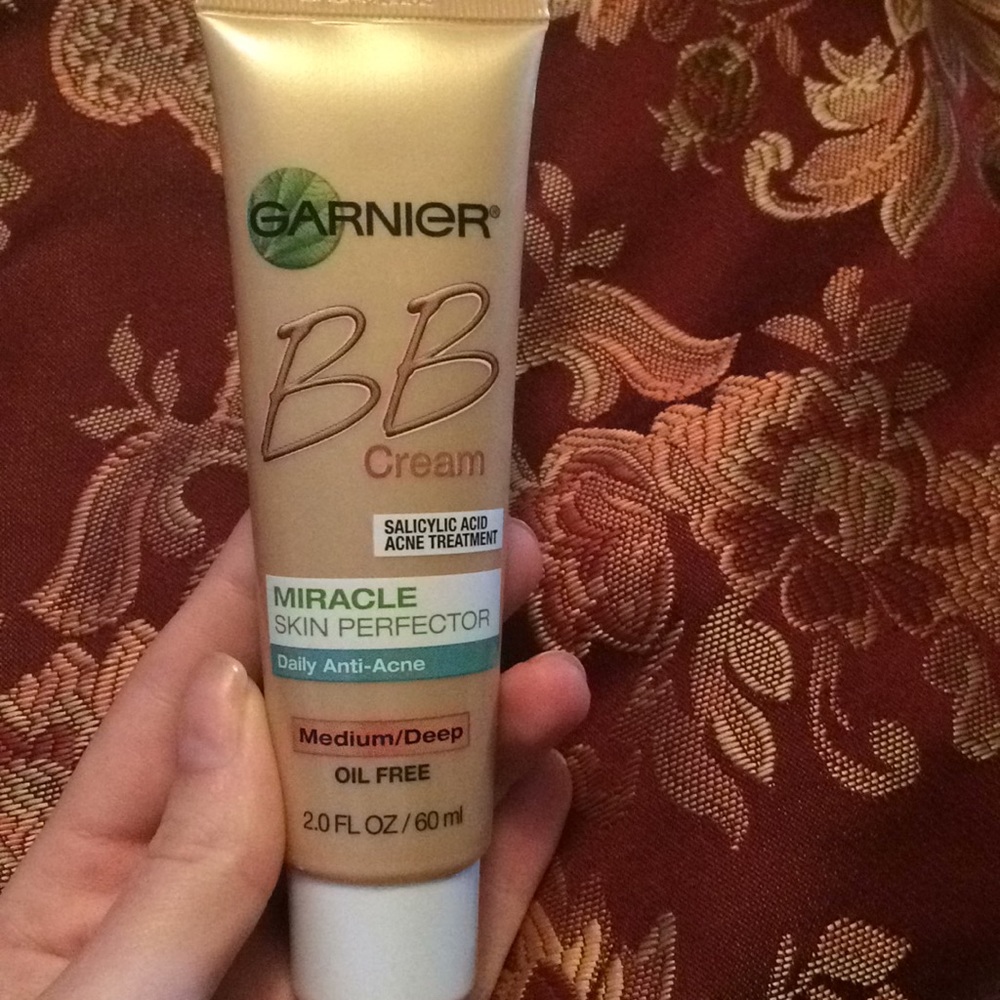 GARNIER®
BB
Cream
SALICYLIC ACID
ACNE TREATMENT
MIRACLE
SKIN PERFECTOR
Daily Anti-Acne
Medium/Deep
OIL FREE
2.0 FL OZ / 60 ml